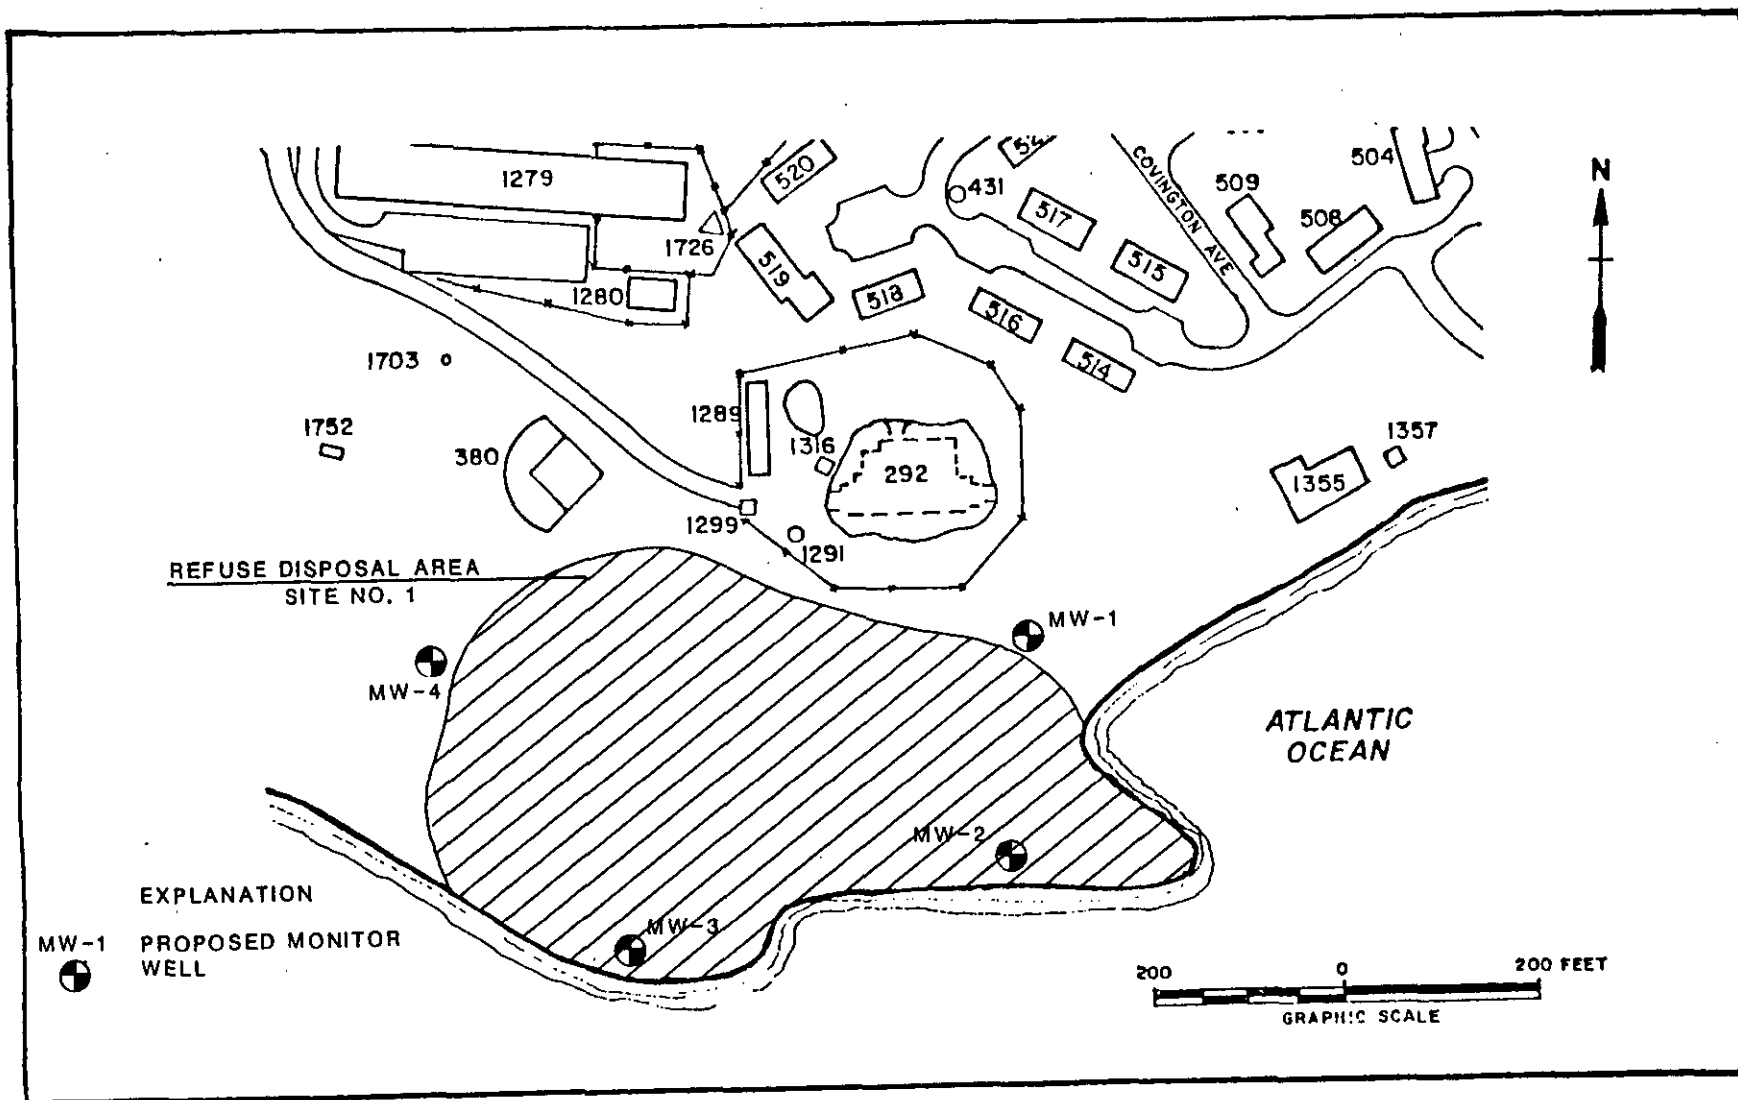 1279
520
431
517
COVINGTON AVE
509
504
508
1726
519
515
1280
518
516
514
1703
1289
1752
380
1316
292
1357
1355
1299
1291
REFUSE DISPOSAL AREA
SITE NO. 1
MW-1
MW-4
ATLANTIC
OCEAN
MW-2
MW-3
EXPLANATION
MW-1 PROPOSED MONITOR
WELL
200 0 200 FEET
GRAPHIC SCALE
N